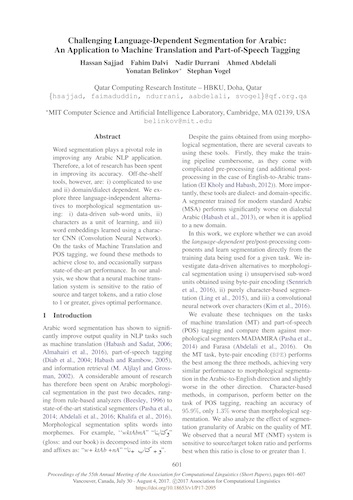 Challenging Language-Dependent Segmentation for Arabic:
An Application to Machine Translation and Part-of-Speech Tagging
Hassan Sajjad Fahim Dalvi Nadir Durrani Ahmed Abdelali
Yonatan Belinkov* Stephan Vogel
Qatar Computing Research Institute – HBKU, Doha, Qatar
{hsajjad, faimaduddin, ndurrani, aabdelali, svogel}@qf.org.qa
*MIT Computer Science and Artificial Intelligence Laboratory, Cambridge, MA 02139, USA
belinkov@mit.edu
Abstract
Word segmentation plays a pivotal role in
improving any Arabic NLP application.
Therefore, a lot of research has been spent
in improving its accuracy. Off-the-shelf
tools, however, are: i) complicated to use
and ii) domain/dialect dependent. We explore
three language-independent alternatives
to morphological segmentation using:
i) data-driven sub-word units, ii)
characters as a unit of learning, and iii)
word embeddings learned using a character
CNN (Convolution Neural Network).
On the tasks of Machine Translation and
POS tagging, we found these methods to
achieve close to, and occasionally surpass
state-of-the-art performance. In our analysis,
we show that a neural machine translation
system is sensitive to the ratio of
source and target tokens, and a ratio close
to 1 or greater, gives optimal performance.
1 Introduction
Arabic word segmentation has shown to significantly
improve output quality in NLP tasks such
as machine translation (Habash and Sadat, 2006;
Almahairi et al., 2016), part-of-speech tagging
(Diab et al., 2004; Habash and Rambow, 2005),
and information retrieval (M. Aljlayl and Grossman,
2002). A considerable amount of research
has therefore been spent on Arabic morphological
segmentation in the past two decades, ranging
from rule-based analyzers (Beesley, 1996) to
state-of-the-art statistical segmenters (Pasha et al.,
2014; Abdelali et al., 2016; Khalifa et al., 2016).
Morphological segmentation splits words into
morphemes. For example,
(gloss: and our book) is decomposed into its stem
and affixes as:
Despite the gains obtained from using morphological
segmentation, there are several caveats to
using these tools. Firstly, they make the training
pipeline cumbersome, as they come with
complicated pre-processing (and additional postprocessing
in the case of English-to-Arabic translation
(El Kholy and Habash, 2012)). More importantly,
these tools are dialect- and domain-specific.
A segmenter trained for modern standard Arabic
(MSA) performs significantly worse on dialectal
Arabic (Habash et al., 2013), or when it is applied
to a new domain.
In this work, we explore whether we can avoid
the language-dependent pre/post-processing components
and learn segmentation directly from the
training data being used for a given task. We investigate
data-driven alternatives to morphological
segmentation using i) unsupervised sub-word
units obtained using byte-pair encoding (Sennrich
et al., 2016), ii) purely character-based segmentation
(Ling et al., 2015), and iii) a convolutional
neural network over characters (Kim et al., 2016).
We evaluate these techniques on the tasks
of machine translation (MT) and part-of-speech
(POS) tagging and compare them against morphological
segmenters MADAMIRA (Pasha et al.,
2014) and Farasa (Abdelali et al., 2016). On
the MT task, byte-pair encoding (BPE) performs
the best among the three methods, achieving very
similar performance to morphological segmentation
in the Arabic-to-English direction and slightly
worse in the other direction. Character-based
methods, in comparison, perform better on the
task of POS tagging, reaching an accuracy of
95.9%, only 1.3% worse than morphological segmentation.
We also analyze the effect of segmentation
granularity of Arabic on the quality of MT.
We observed that a neural MT (NMT) system is
sensitive to source/target token ratio and performs
best when this ratio is close to or greater than 1.
601
Proceedings of the 55th Annual Meeting of the Association for Computational Linguistics (Short Papers), pages 601–607
Vancouver, Canada, July 30 - August 4, 2017. ©2017 Association for Computational Linguistics
https://doi.org/10.18653/v1/P17-2095